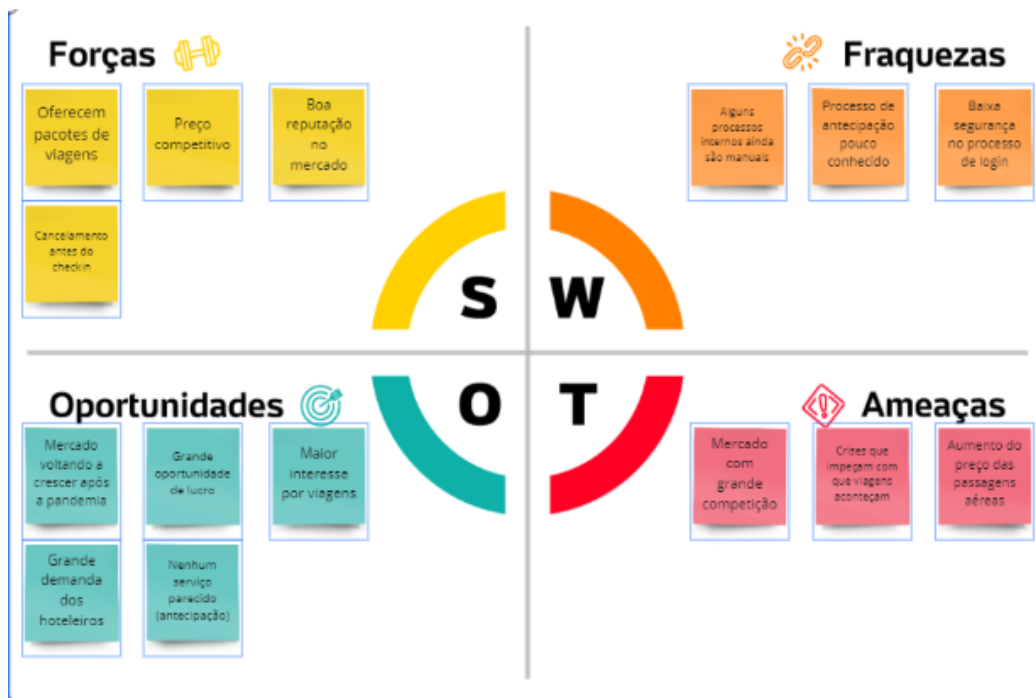 Forças
Oferecem
pacotes de
viagens
Preço
competitivo
Boa
reputação
no
mercado
Cancelamento
antes do
checkin
Fraquezas
Alguns
processos
internos ainda
são manuais
Processo de
antecipação
pouco
conhecido
Baixa
segurança
no processo
de login
S
W
O
T
Oportunidades
Mercado
voltando a
crescer após
a pandemia
Grande
oportunidade
de lucro
Maior
interesse
por viagens
Grande
demanda
dos
hoteleiros
Nenhum
serviço
parecido
(antecipação)
Ameaças
Mercado
com
grande
competição
Crises que
impeçam com
que viagens
aconteçam
Aumento do
preço das
passagens
aéreas